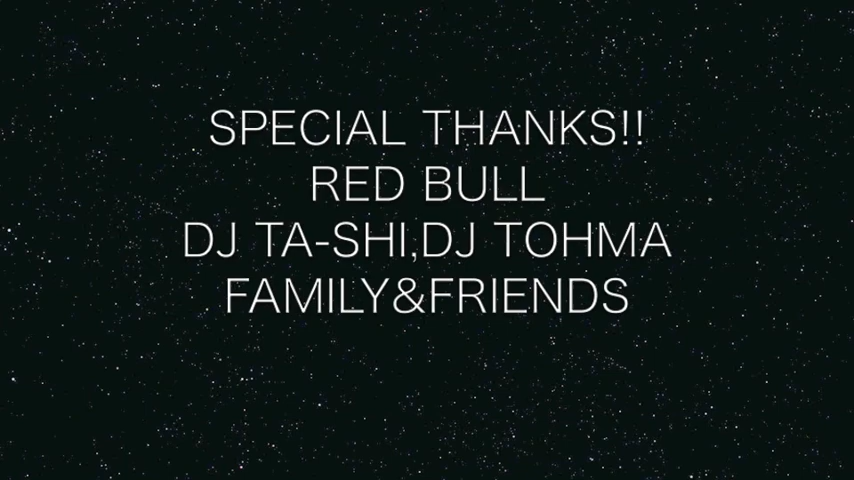 SPECIAL THANKS!!
RED BULL
DJ TA-SHI,DJ TOHMA
FAMILY&FRIENDS